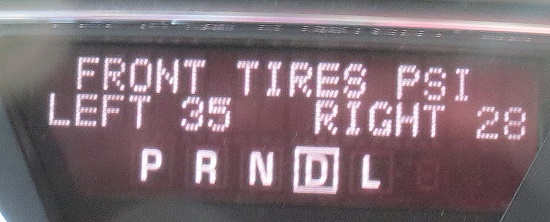 FRONT TIRES PSI
LEFT 35 RIGHT 28
P R N D L